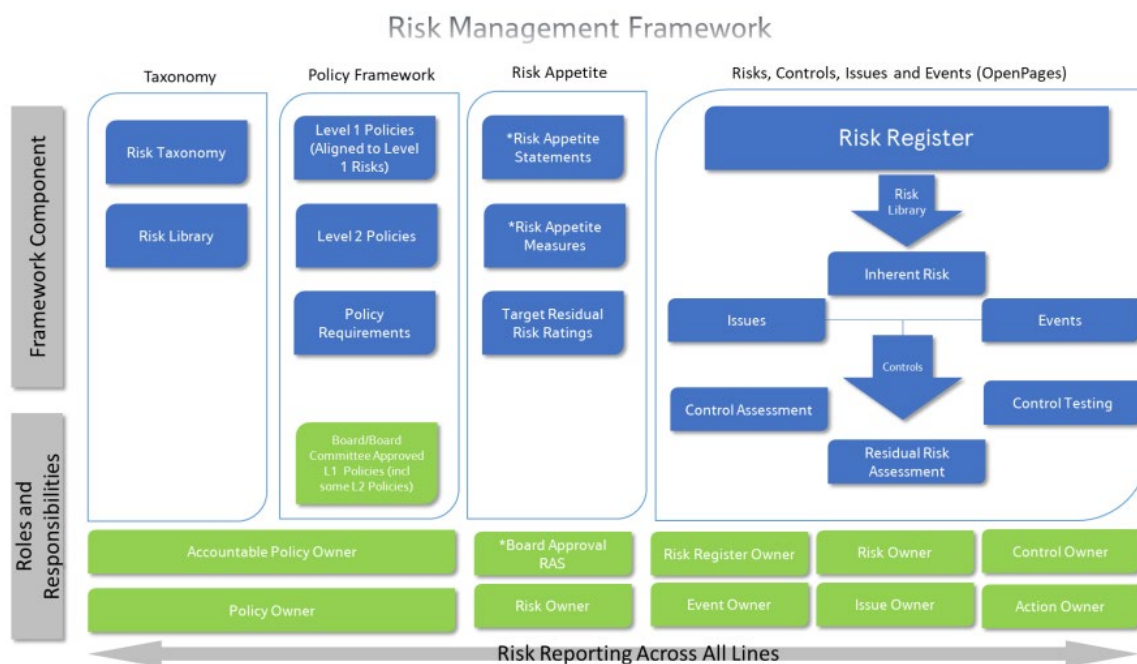 Risk Management Framework
Taxonomy
Policy Framework
Risk Appetite
Risks, Controls, Issues and Events (OpenPages)
Framework Component
Risk Taxonomy
Risk Library
Level 1 Policies
(Aligned to Level
1 Risks)
Level 2 Policies
Policy
Requirements
*Risk Appetite
Statements
*Risk Appetite
Measures
Target Residual
Risk Ratings
Risk Register
Risk
Library
Inherent Risk
Issues
Events
Controls
Control Assessment
Control Testing
Residual Risk
Assessment
Roles and
Responsibilities
Board/Board
Committee Approved
L1 Policies (incl
some L2 Policies)
Accountable Policy Owner
*Board Approval
RAS
Risk Register Owner
Risk Owner
Control Owner
Policy Owner
Risk Owner
Event Owner
Issue Owner
Action Owner
Risk Reporting Across All Lines